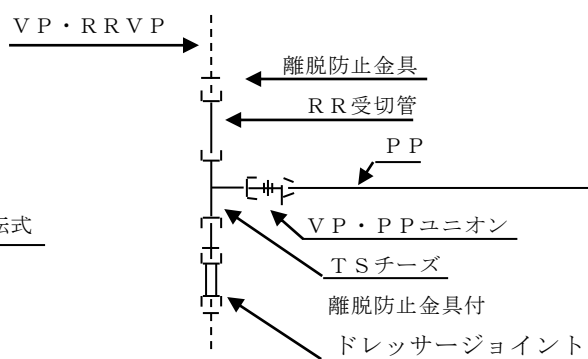 ＶＰ・ＲＲＶＰ
離脱防止金具
ＲＲ受切管
ＰＰ
ＶＰ・ＰＰユニオン
転式
ＴＳチーズ
離脱防止金具付
ドレッサージョイント